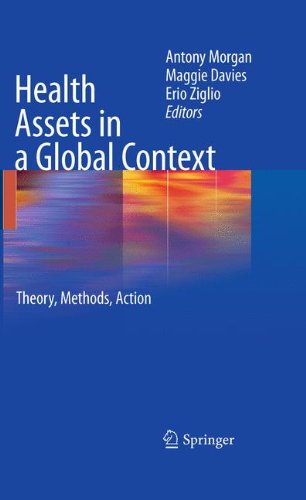 Antony Morgan
Maggie Davies
Erio Ziglio
Editors
Health
Assets in
a Global Context
Theory, Methods, Action
Springer